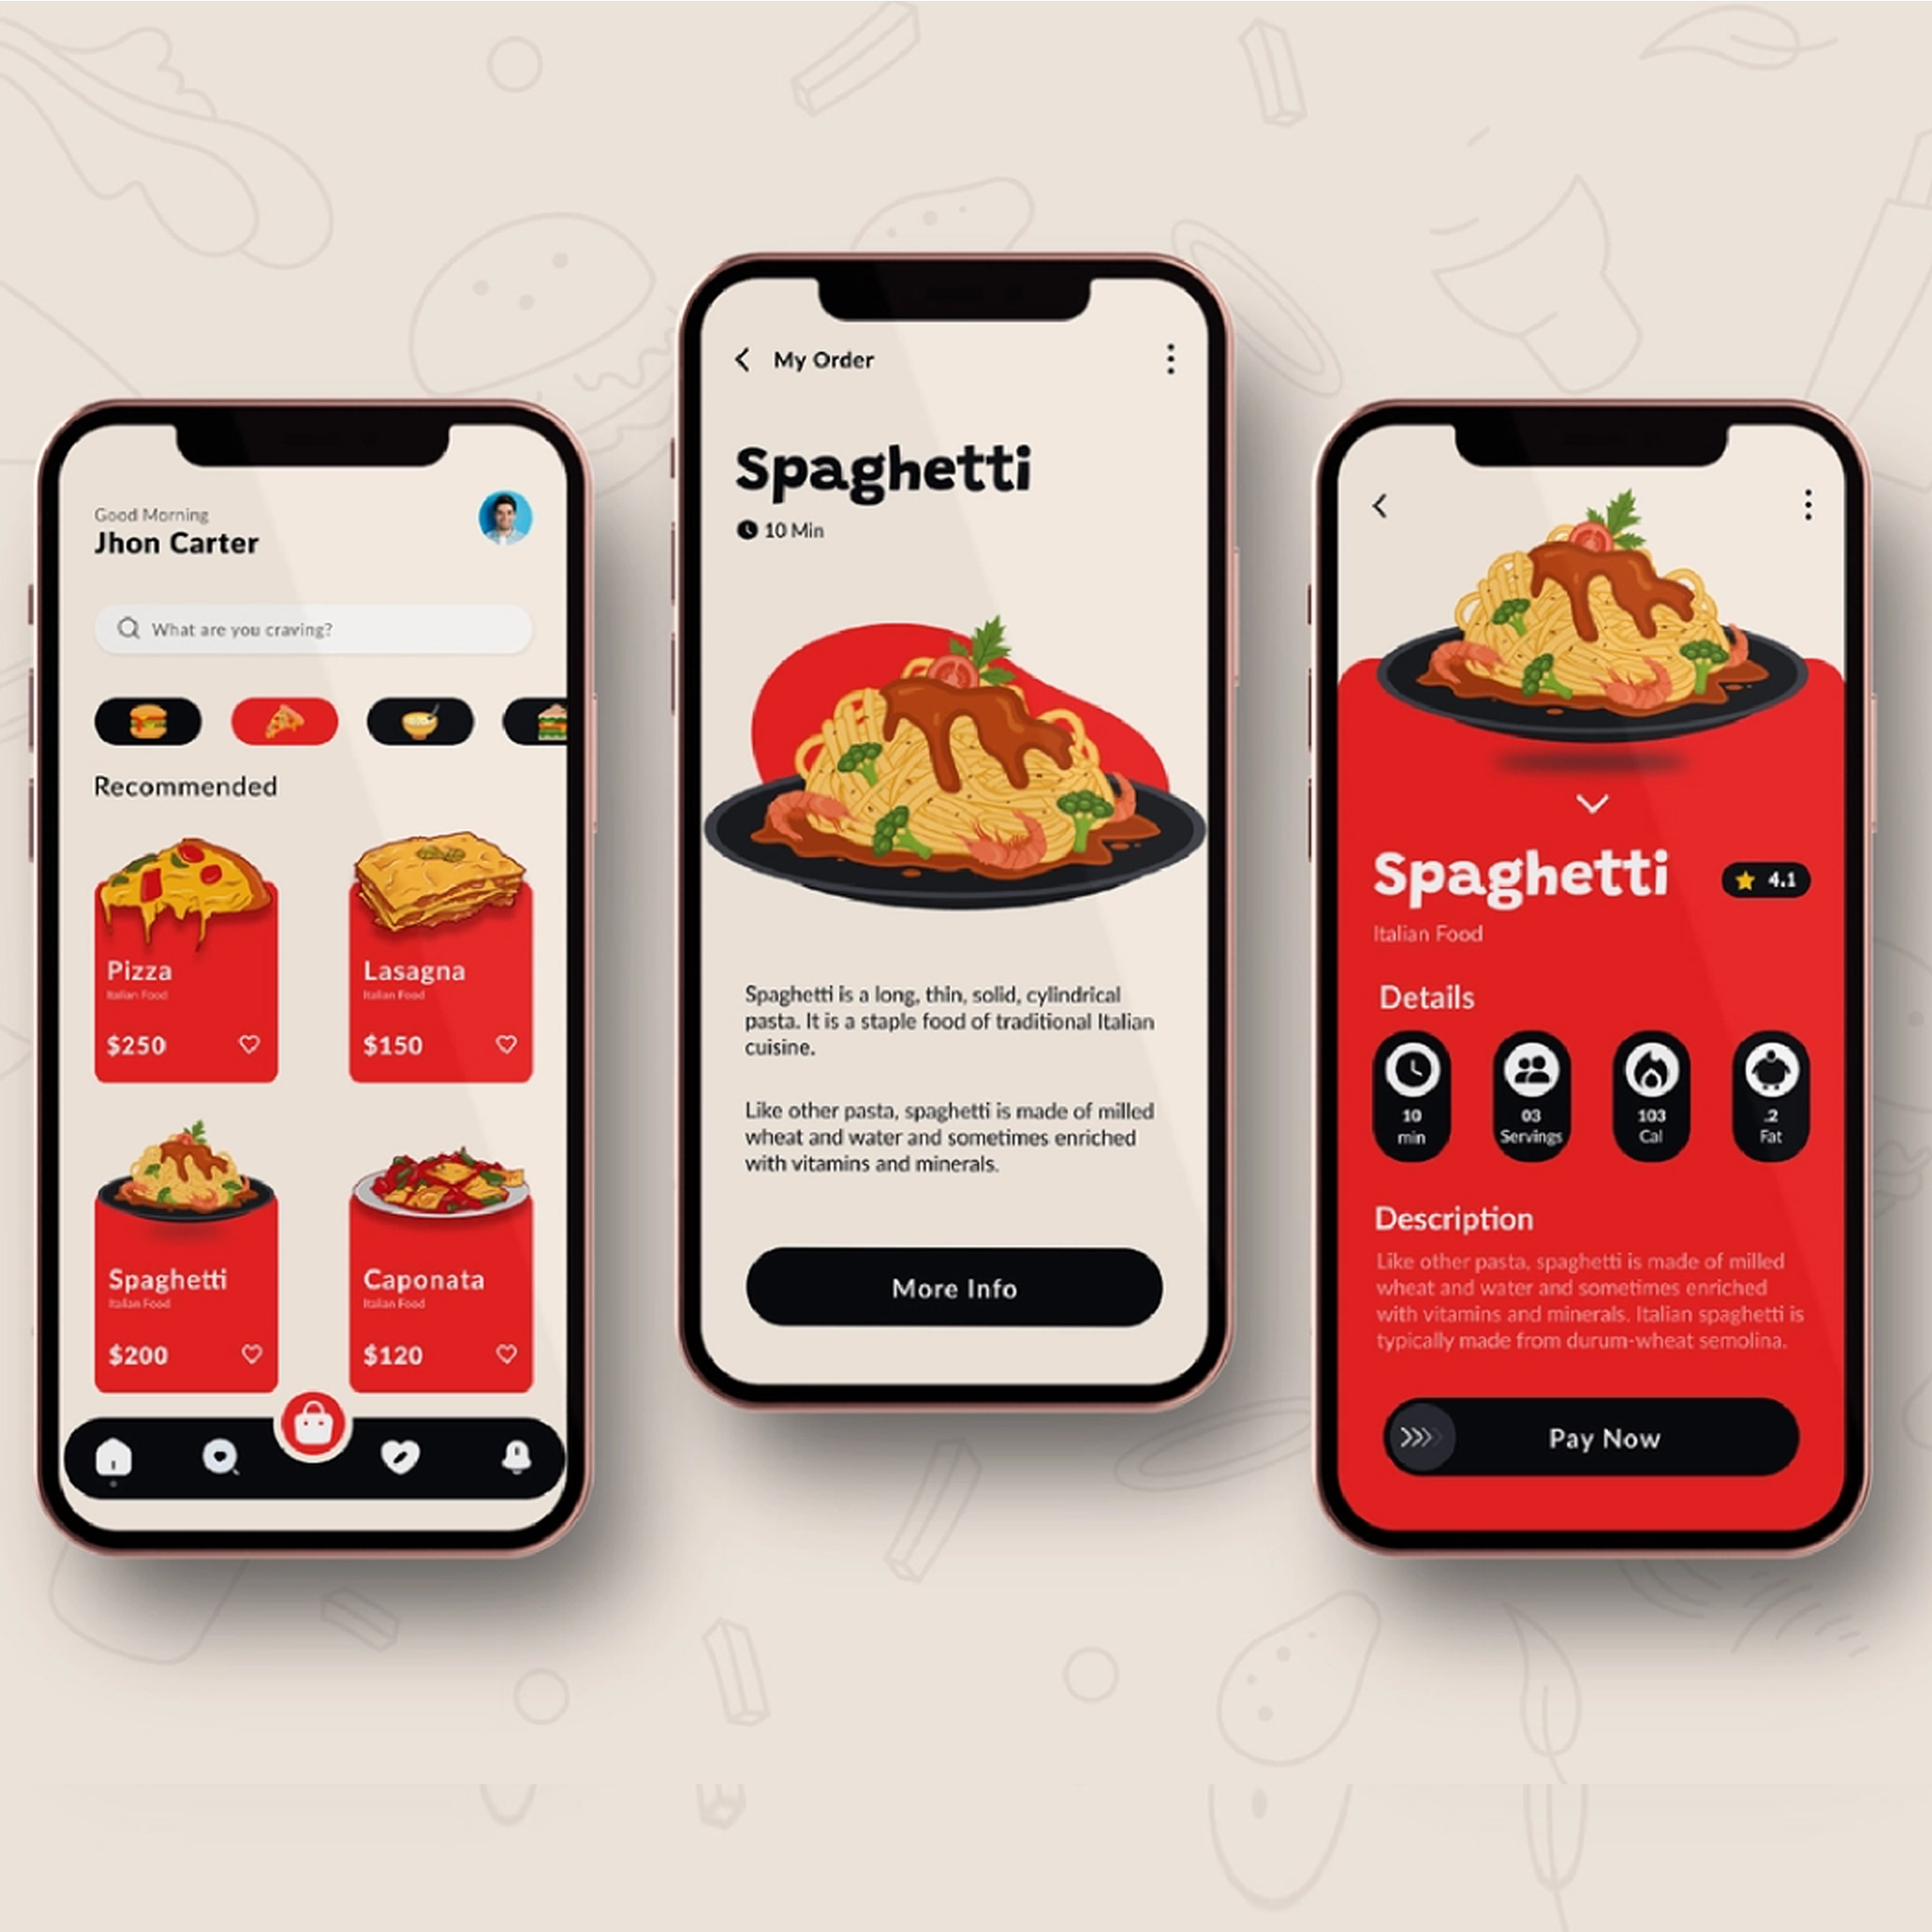 Good Morning
Jhon Carter
What are you craving?
Recommended
Pizza
Italian Food
$250
Lasagna
Italian Food
$150
Spaghetti
Italian Food
$200
Caponata
Italian Food
$120
My Order
Spaghetti
10 Min
Spaghetti is a long, thin, solid, cylindrical
pasta. It is a staple food of traditional Italian
cuisine.
Like other pasta, spaghetti is made of milled
wheat and water and sometimes enriched
with vitamins and minerals.
More Info
Spaghetti
4.1
Italian Food
Details
10
min
03
Servings
103
Cal
.2
Fat
Description
Like other pasta, spaghetti is made of milled
wheat and water and sometimes enriched
with vitamins and minerals. Italian spaghetti is
typically made from durum-wheat semolina.
Pay Now